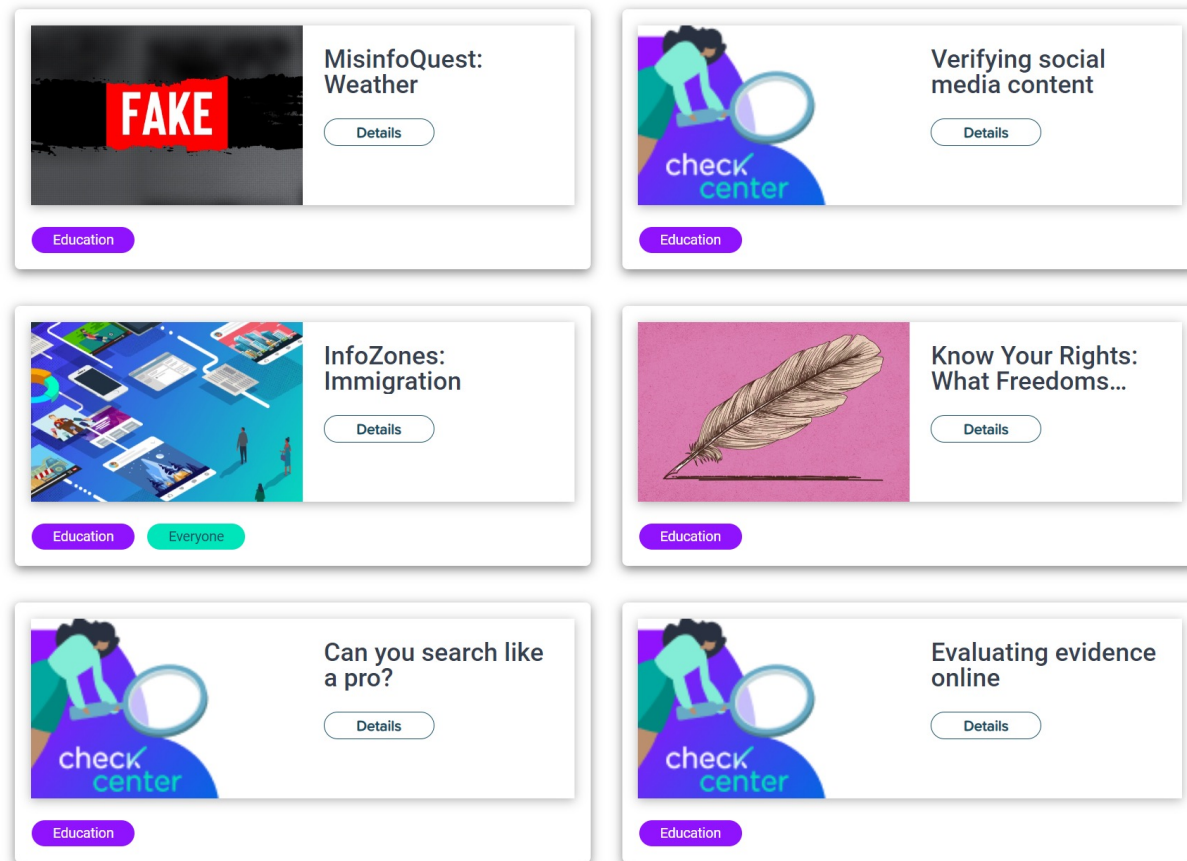 FAKE
MisinfoQuest:
Weather
Details
Education
check
center
Verifying social
media content
Details
Education
InfoZones:
Immigration
Details
Education
Everyone
Know Your Rights:
What Freedoms...
Details
Education
check
center
Can you search like
a pro?
Details
Education
check
center
Evaluating evidence
online
Details
Education